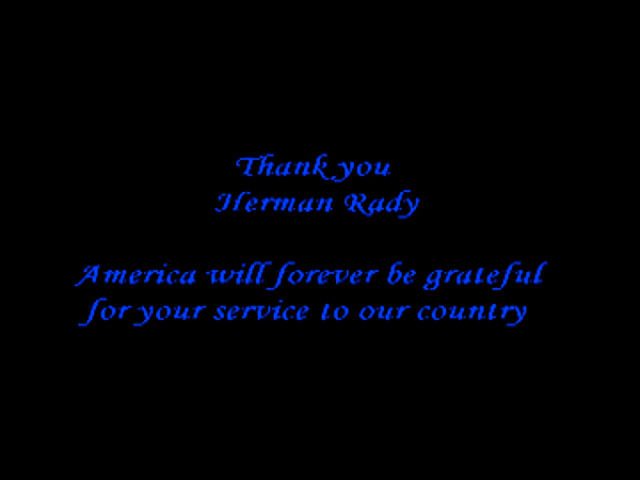 Thank you
Herman Rady
America will forever be grateful
for your service to our country